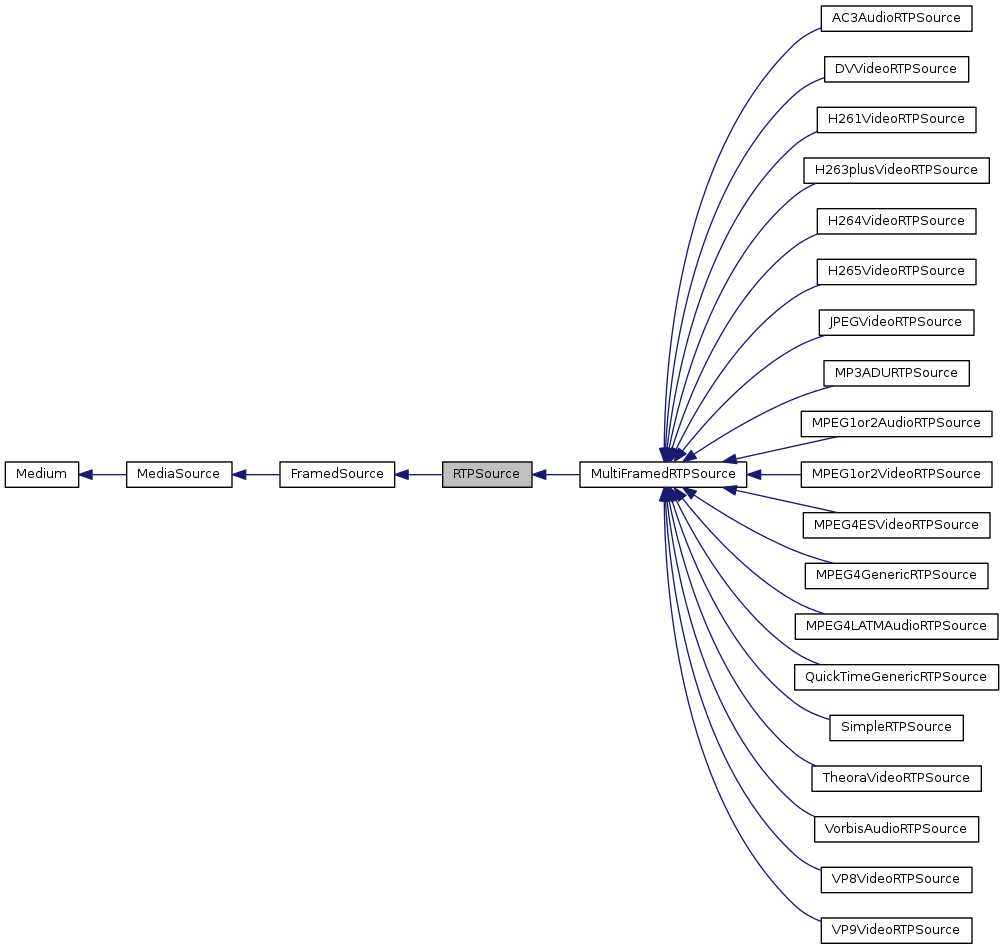 AC3AudioRTPSource
DVVideoRTPSource
H261VideoRTPSource
H263plusVideoRTPSource
H264VideoRTPSource
H265VideoRTPSource
JPEGVideoRTPSource
MP3ADURTPSource
MPEG1or2AudioRTPSource
Medium
MediaSource
FramedSource
RTPSource
MultiFramedRTPSource
MPEG1or2VideoRTPSource
MPEG4ESVideoRTPSource
MPEG4GenericRTPSource
MPEG4LATMAudioRTPSource
QuickTimeGenericRTPSource
SimpleRTPSource
TheoraVideoRTPSource
VorbisAudioRTPSource
VP8VideoRTPSource
VP9VideoRTPSource